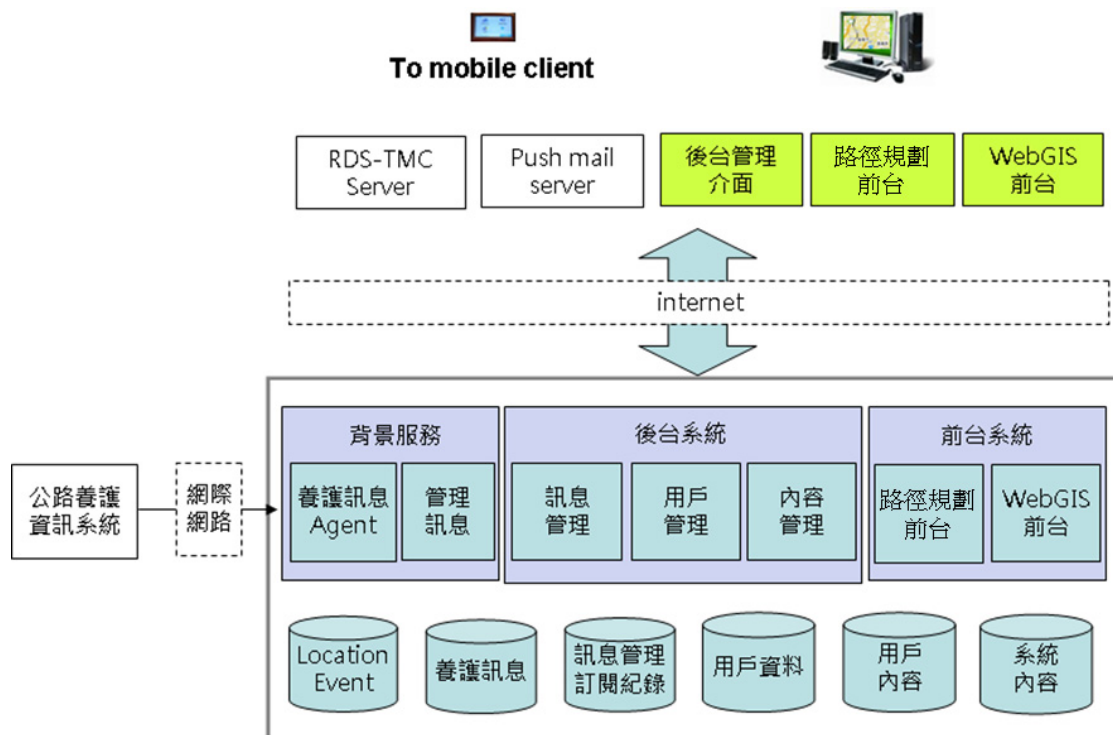 To mobile client
RDS-TMC
Server
Push mail
server
後台管理
介面
路徑規劃
前台
WebGIS
前台
internet
公路養護
資訊系統
網際
網路
背景服務
養護訊息
Agent
管理
訊息
後台系統
訊息
管理
用戶
管理
內容
管理
前台系統
路徑規劃
前台
WebGIS
前台
Location
Event
養護訊息
訊息管理
訂閱紀錄
用戶資料
用戶
內容
系統
內容